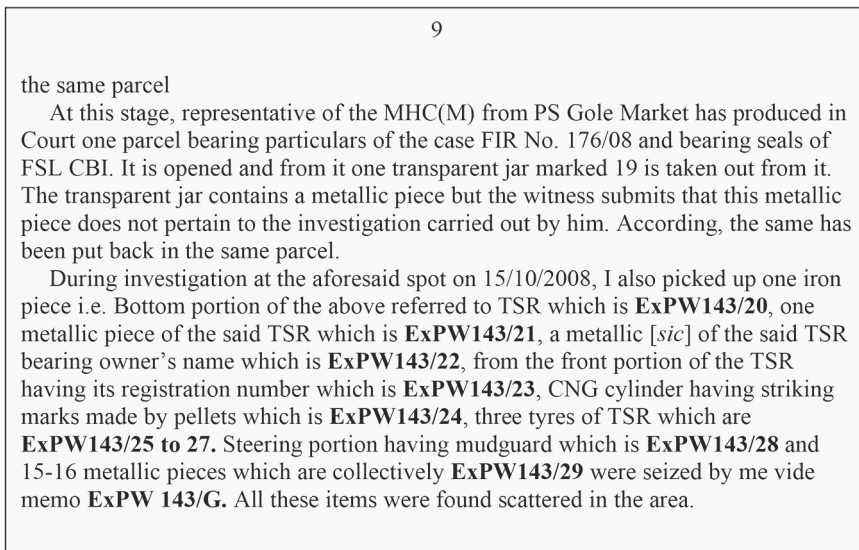 9
the same parcel
At this stage, representative of the MHC(M) from PS Gole Market has produced in
Court one parcel bearing particulars of the case FIR No. 176/08 and bearing seals of
FSL CBI. It is opened and from it one transparent jar marked 19 is taken out from it.
The transparent jar contains a metallic piece but the witness submits that this metallic
piece does not pertain to the investigation carried out by him. According, the same has
been put back in the same parcel.
During investigation at the aforesaid spot on 15/10/2008, I also picked up one iron
piece i.e. Bottom portion of the above referred to TSR which is ExPW143/20, one
metallic piece of the said TSR which is ExPW143/21, a metallic [sic] of the said TSR
bearing owner's name which is ExPW143/22, from the front portion of the TSR
having its registration number which is ExPW143/23, CNG cylinder having striking
marks made by pellets which is ExPW143/24, three tyres of TSR which are
ExPW143/25 to 27. Steering portion having mudguard which is ExPW143/28 and
15-16 metallic pieces which are collectively ExPW143/29 were seized by me vide
memo ExPW 143/G. All these items were found scattered in the area.